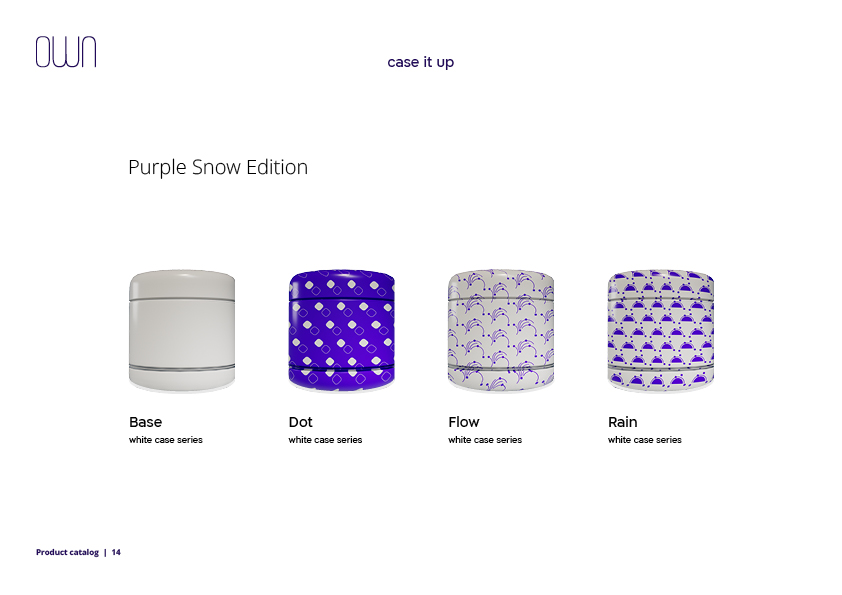 OWN
case it up
Purple Snow Edition
Base
white case series
Dot
white case series
Flow
white case series
Rain
white case series
Product catalog | 14